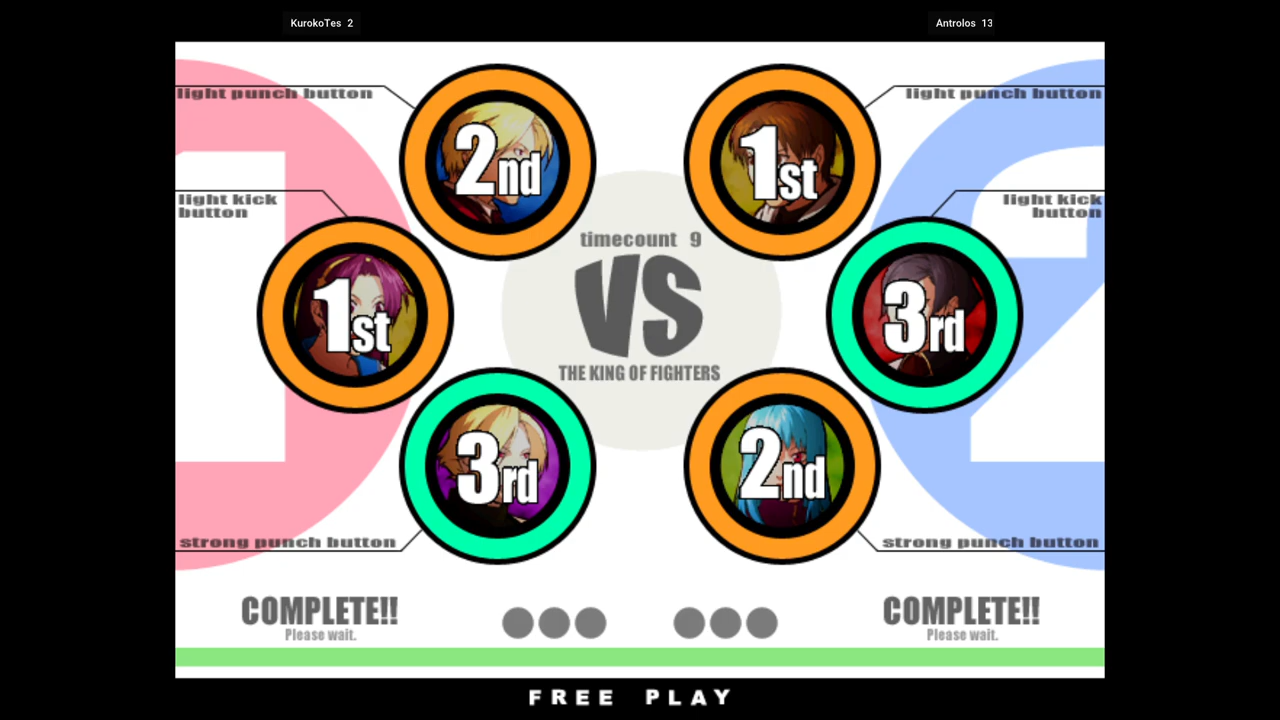 KurokoTes 2
Antrolos 13
light punch button
light punch button
2nd
1st
light kick
button
light kick
button
timecount 9
1st
VS
3rd
THE KING OF FIGHTERS
3rd
2nd
strong punch button
strong punch button
1
2
COMPLETE!!
Please wait.
COMPLETE!!
Please wait.
FREE PLAY